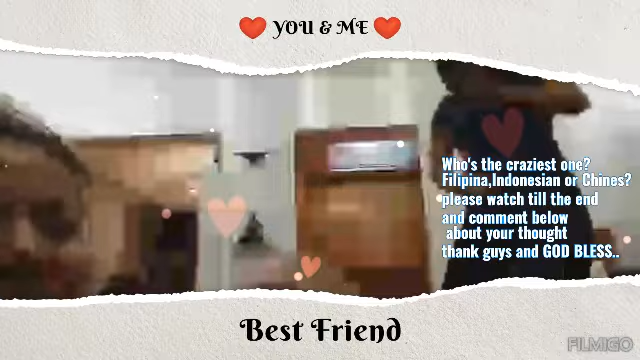 YOU & ME
Who's the craziest one?
Filipina,Indonesian or Chines?
please watch till the end
and comment below
about your thought
thank guys and GOD BLESS..
Best Friend
FILMIGO